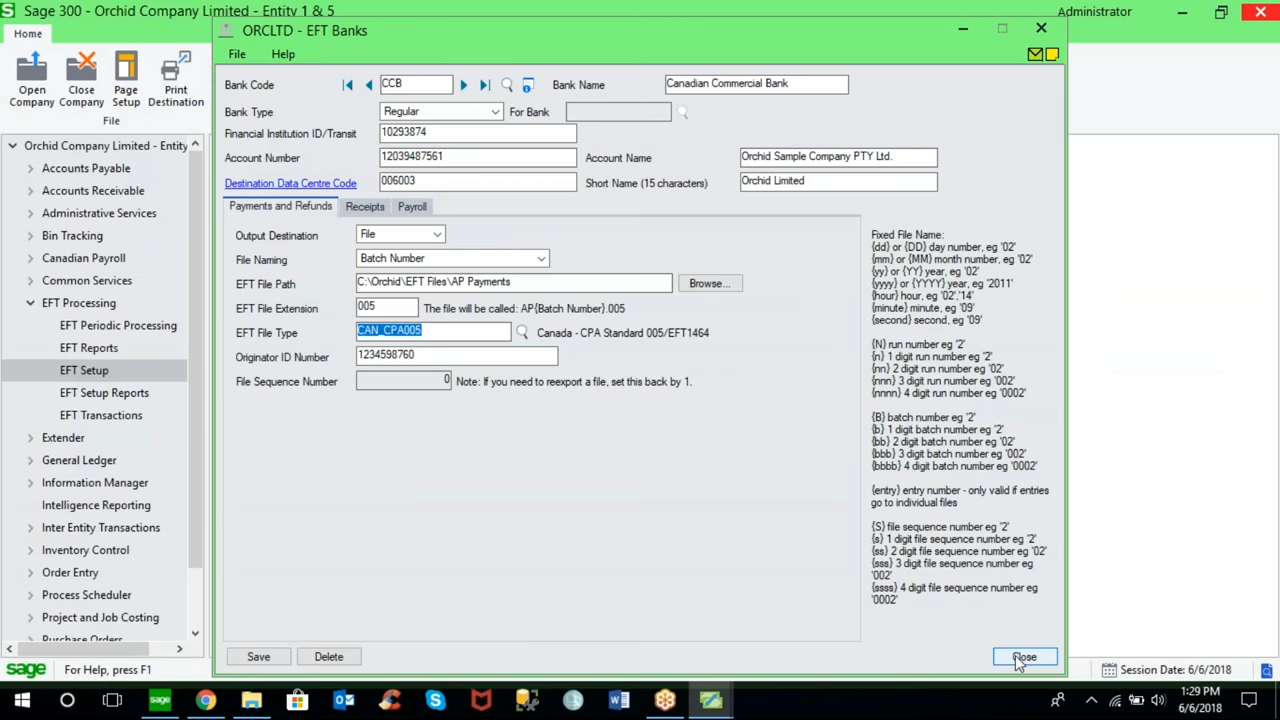 Sage 300 - Orchid Company Limited - Entity 1 & 5
Administrator
Home
Open Company
Close Company
Page Setup
Print Destination
File
Orchid Company Limited - Entity
Accounts Payable
Accounts Receivable
Administrative Services
Bin Tracking
Canadian Payroll
Common Services
EFT Processing
EFT Periodic Processing
EFT Reports
EFT Setup
EFT Setup Reports
EFT Transactions
Extender
General Ledger
Information Manager
Intelligence Reporting
Inter Entity Transactions
Inventory Control
Order Entry
Process Scheduler
Project and Job Costing
Purchase Orders
ORCLTD - EFT Banks
File Help
Bank Code CCB Bank Name Canadian Commercial Bank
Bank Type Regular For Bank
Financial Institution ID/Transit 10293874
Account Number 12039487561 Account Name Orchid Sample Company PTY Ltd.
Destination Data Centre Code 006003 Short Name (15 characters) Orchid Limited
Payments and Refunds Receipts Payroll
Output Destination File
File Naming Batch Number
EFT File Path C:\Orchid\EFT Files\AP Payments Browse...
EFT File Extension 005 The file will be called: AP{Batch Number}.005
EFT File Type CAN_CPA005 Canada - CPA Standard 005/EFT1464
Originator ID Number 1234598760
File Sequence Number 0 Note: If you need to reexport a file, set this back by 1.
Fixed File Name:
{dd} or {DD} day number, eg '02'
{mm} or {MM} month number, eg '02'
{yy} or {YY} year, eg '02'
{yyyy} or {YYYY} year, eg '2011'
{hour} hour, eg '02','14'
{minute} minute, eg '09'
{second} second, eg '09'
{N} run number eg '2'
{n} 1 digit run number eg '2'
{nn} 2 digit run number eg '02'
{nnn} 3 digit run number eg '002'
{nnnn} 4 digit run number eg '0002'
{B} batch number eg '2'
{b} 1 digit batch number eg '2'
{bb} 2 digit batch number eg '02'
{bbb} 3 digit batch number eg '002'
{bbbb} 4 digit batch number eg '0002'
{entry} entry number - only valid if entries
go to individual files
{S} file sequence number eg '2'
{s} 1 digit file sequence number eg '2'
{ss} 2 digit file sequence number eg '02'
{sss} 3 digit file sequence number eg
'002'
{ssss} 4 digit file sequence number eg
'0002'
Save Delete Close
sage For Help, press F1 Session Date: 6/6/2018
sage
1:29 PM
6/6/2018